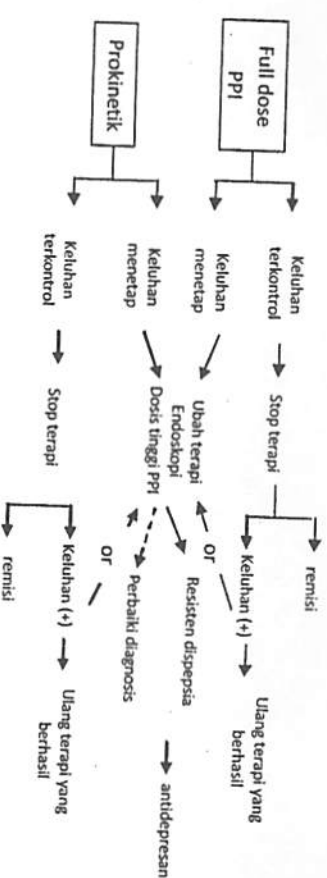 Full dose
PPI
Keluhan
terkontrol
Stop terapi
remisi
Keluhan (+)
Ulang terapi yang
berhasil
Keluhan
menetap
or
Ubah terapi
Endoskopi
Dosis tinggi PPI
Resisten dispepsia
antidepresan
Perbaiki diagnosis
Prokinetik
Keluhan
menetap
or
Keluhan
terkontrol
Stop terapi
Keluhan (+)
Ulang terapi yang
berhasil
remisi